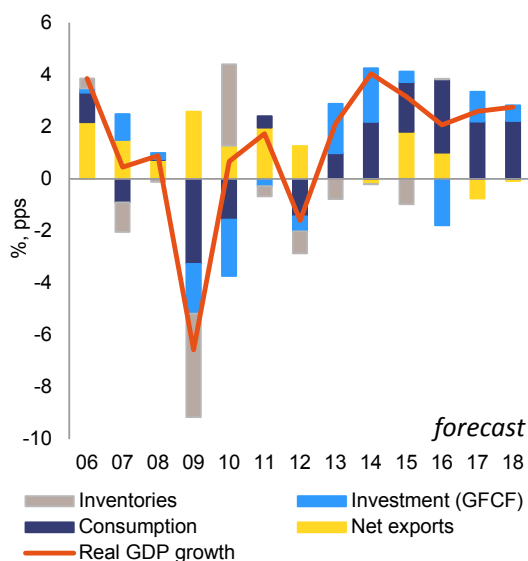 6
4
2
0
-2
-4
-6
-8
-10
%, pps
forecast
06 07 08 09 10 11 12 13 14 15 16 17 18
Inventories Investment (GFCF)
Consumption Net exports
Real GDP growth